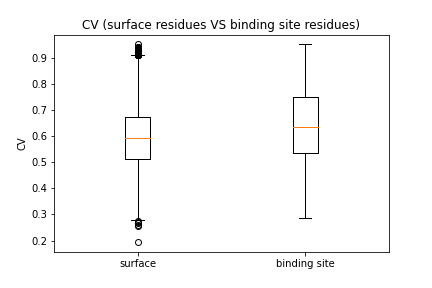 CV (surface residues VS binding site residues)
0.9
0.8
0.7
0.6
0.5
0.4
0.3
0.2
CV
surface
binding site